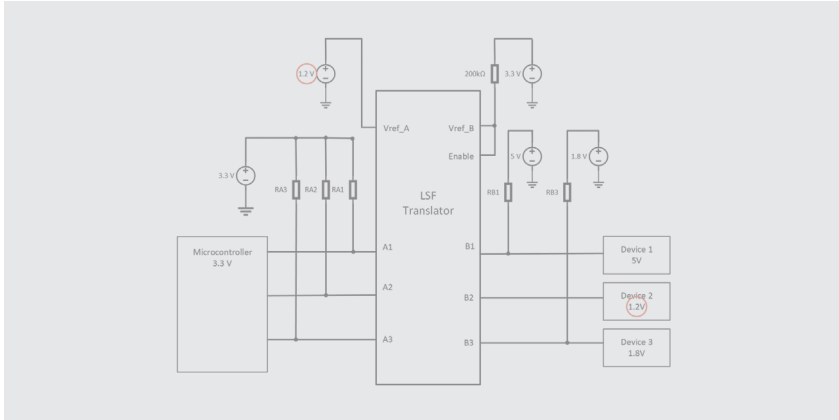 1.2 V
200kΩ
3.3 V
Vref_A
Vref_B
Enable
5 V
1.8 V
3.3 V
RA3
RA2
RA1
RB1
RB3
LSF
Translator
Microcontroller
3.3 V
A1
A2
A3
B1
B2
B3
Device 1
5V
Device 2
1.2V
Device 3
1.8V